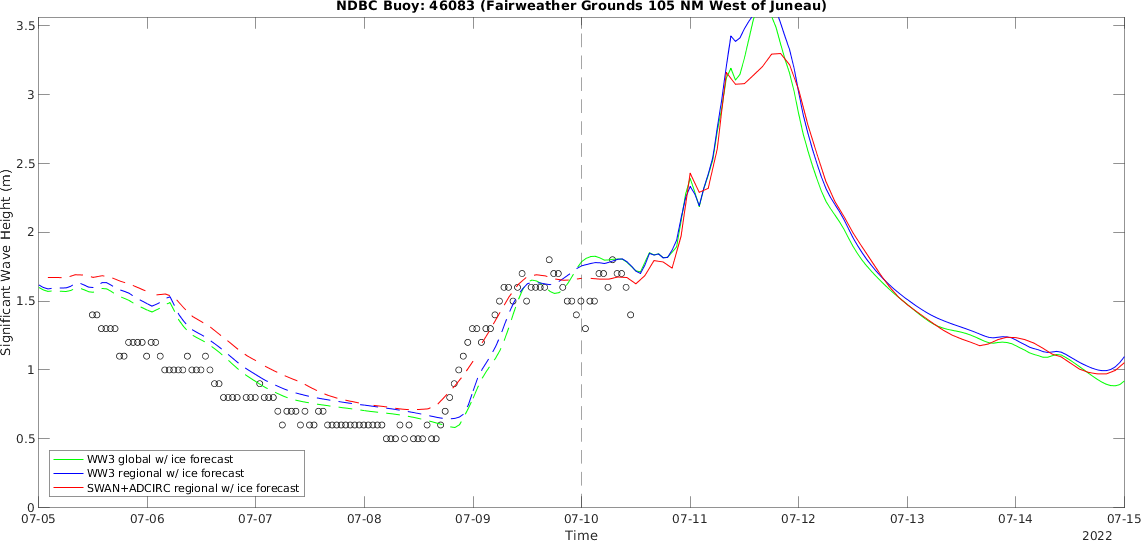 NDBC Buoy: 46083 (Fairweather Grounds 105 NM West of Juneau)
Significant Wave Height (m)
3.5
3
2.5
2
1.5
1
0.5
0
WW3 global w/ ice forecast
WW3 regional w/ ice forecast
SWAN+ADCIRC regional w/ ice forecast
07-05 07-06 07-07 07-08 07-09 07-10 07-11 07-12 07-13 07-14 07-15
Time
2022